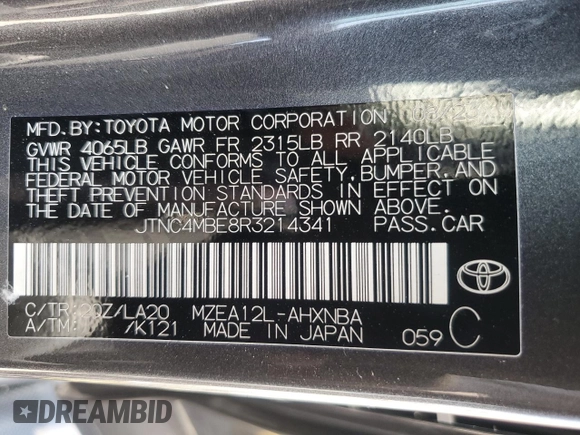 MFD.BY:TOYOTA MOTOR CORPORATION
GVWR 4065LB GAWR FR 2315LB RR 2140LB
THIS VEHICLE CONFORMS TO ALL APPLICABLE
FEDERAL MOTOR VEHICLE SAFETY,BUMPER,AND
THEFT PREVENTION STANDARDS IN EFFECT ON
THE DATE OF MANUFACTURE SHOWN ABOVE.
JTNC4MBE8R3214341 PASS.CAR
C/TR: /LA20 MZEA12L-AHXNBA
A/TM: /K121 MADE IN JAPAN 059 C
DREAMBID